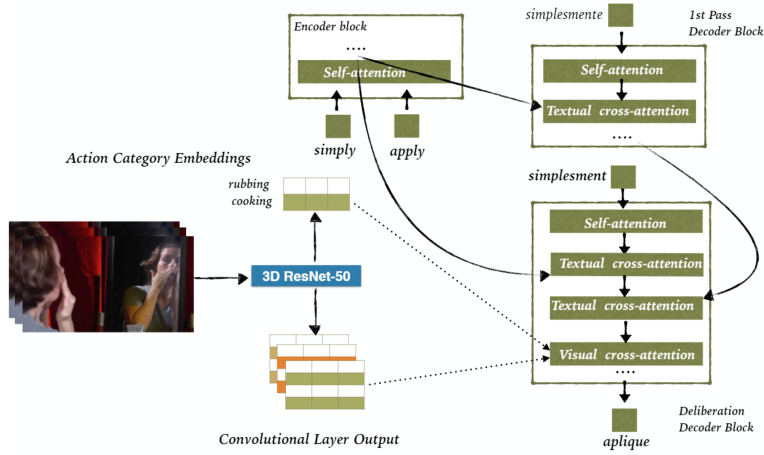 Encoder block
....
Self-attention
simply
apply
simplesmente
1st Pass
Decoder Block
Self-attention
Textual cross-attention
....
Action Category Embeddings
rubbing
cooking
3D ResNet-50
Convolutional Layer Output
simplesment
Self-attention
Textual cross-attention
Textual cross-attention
Visual cross-attention
....
aplique
Deliberation
Decoder Block